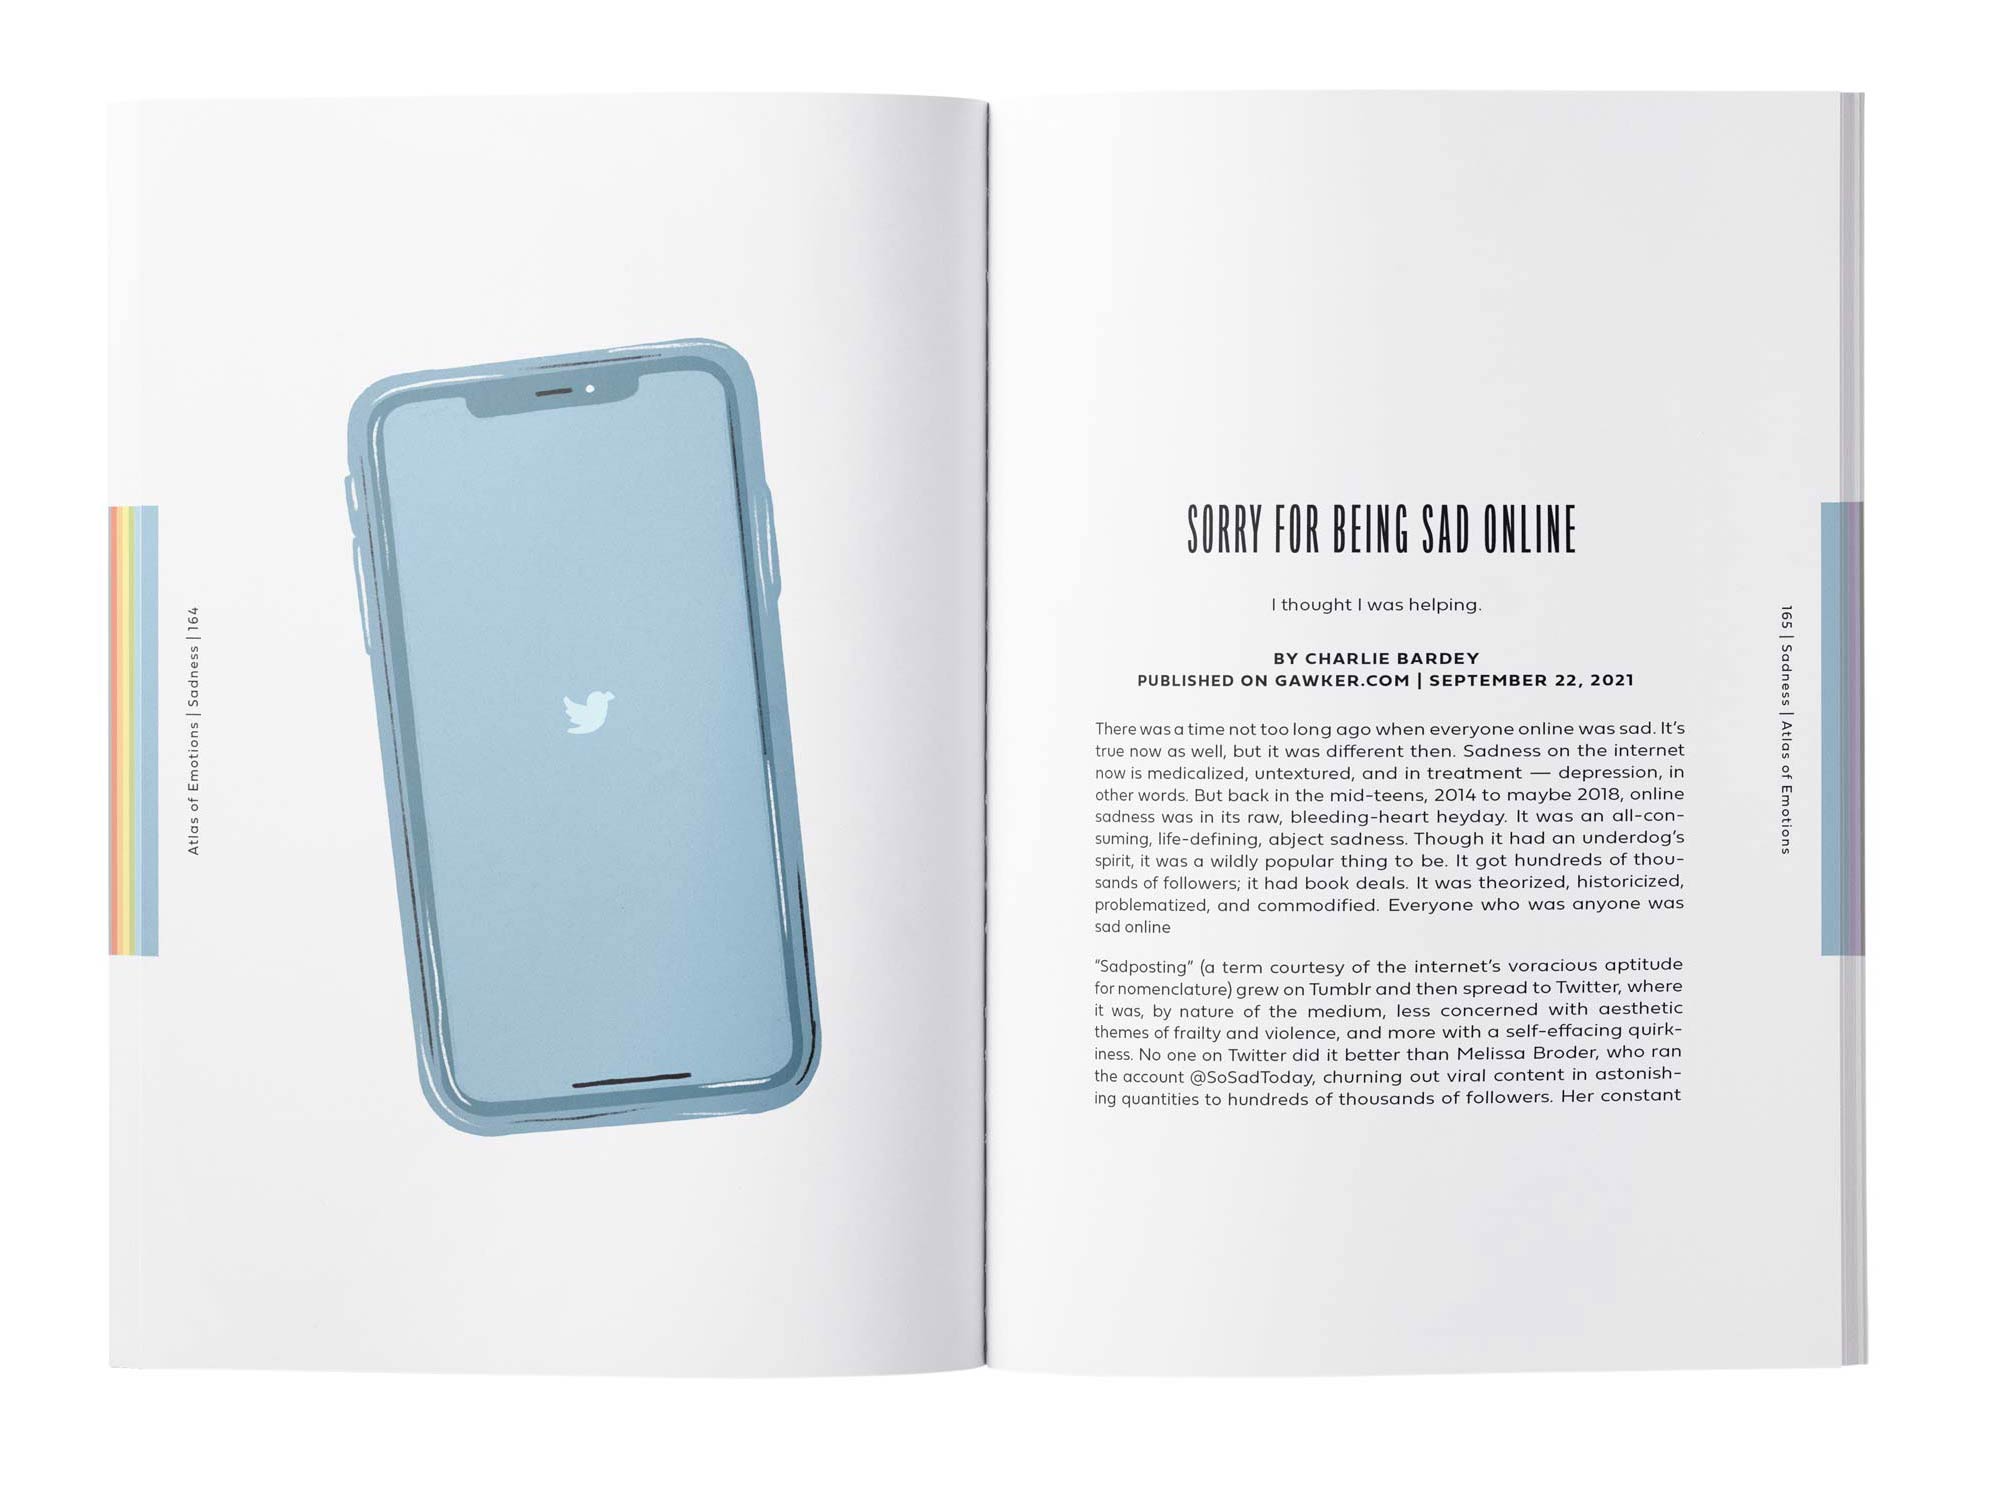 Atlas of Emotions | Sadness | 164
SORRY FOR BEING SAD ONLINE
I thought I was helping.
BY CHARLIE BARDEY
PUBLISHED ON GAWKER.COM | SEPTEMBER 22, 2021
There was a time not too long ago when everyone online was sad. It's
true now as well, but it was different then. Sadness on the internet
now is medicalized, untextured, and in treatment — depression, in
other words. But back in the mid-teens, 2014 to maybe 2018, online
sadness was in its raw, bleeding-heart heyday. It was an all-con-
suming, life-defining, abject sadness. Though it had an underdog's
spirit, it was a wildly popular thing to be. It got hundreds of thou-
sands of followers; it had book deals. It was theorized, historicized,
problematized, and commodified. Everyone who was anyone was
sad online
“Sadposting” (a term courtesy of the internet's voracious aptitude
for nomenclature) grew on Tumblr and then spread to Twitter, where
it was, by nature of the medium, less concerned with aesthetic
themes of frailty and violence, and more with a self-effacing quirk-
iness. No one on Twitter did it better than Melissa Broder, who ran
the account @SoSadToday, churning out viral content in astonish-
ing quantities to hundreds of thousands of followers. Her constant
165 | Sadness | Atlas of Emotions